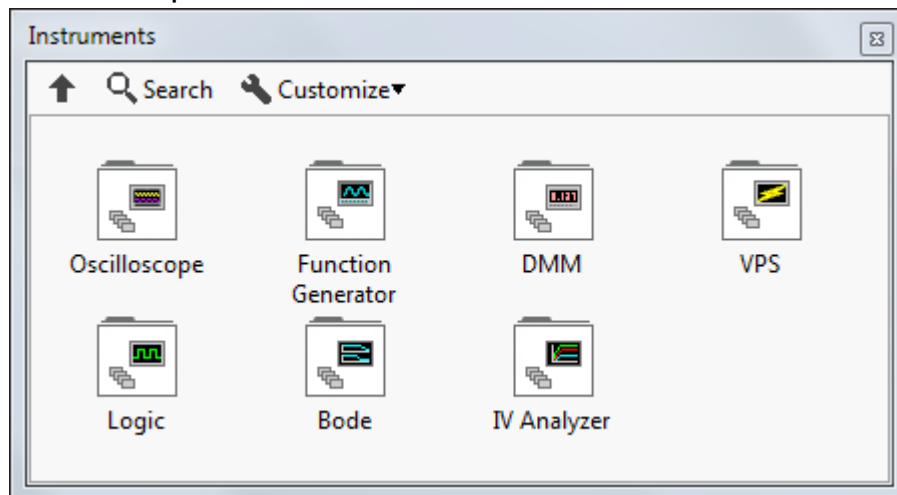 Instruments
Search Customize
Oscilloscope Function Generator DMM VPS
Logic Bode IV Analyzer